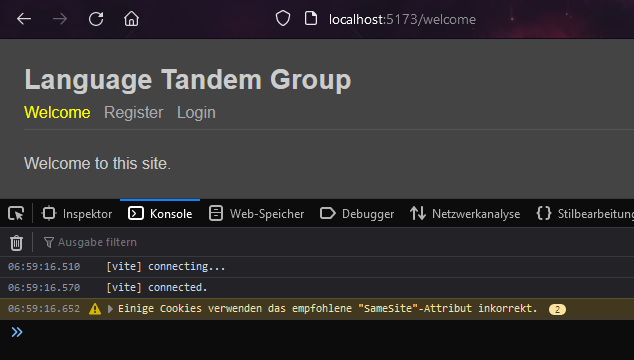 localhost:5173/welcome
Language Tandem Group
Welcome Register Login
Welcome to this site.
Inspektor Konsole Web-Speicher Debugger Netzwerkanalyse Stilbearbeitung
Ausgabe filtern
06:59:16.510 [vite] connecting...
06:59:16.570 [vite] connected.
06:59:16.652 Einige Cookies verwenden das empfohlene "SameSite"-Attribut inkorrekt. 2